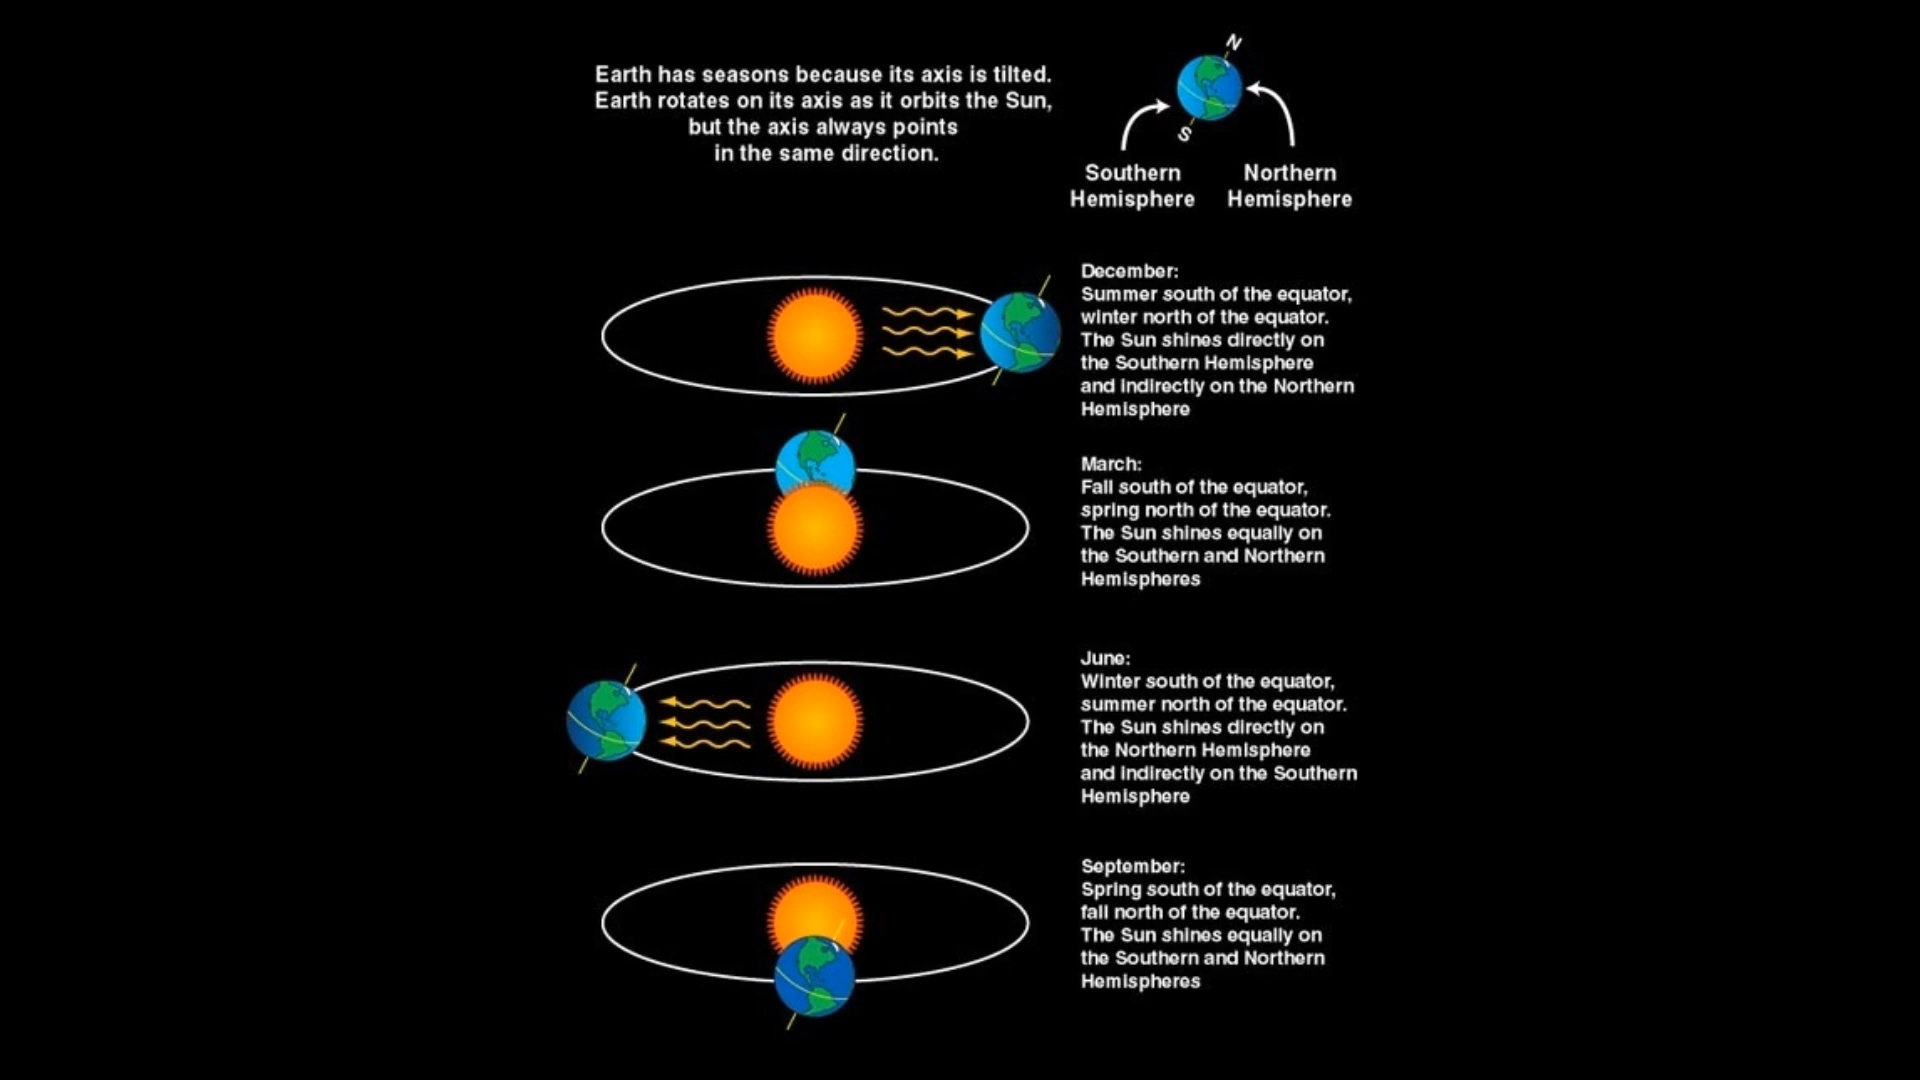 Earth has seasons because its axis is tilted.
Earth rotates on its axis as it orbits the Sun,
but the axis always points
in the same direction.
N
S
Southern
Hemisphere
Northern
Hemisphere
December:
Summer south of the equator,
winter north of the equator.
The Sun shines directly on
the Southern Hemisphere
and indirectly on the Northern
Hemisphere
March:
Fall south of the equator,
spring north of the equator.
The Sun shines equally on
the Southern and Northern
Hemispheres
June:
Winter south of the equator,
summer north of the equator.
The Sun shines directly on
the Northern Hemisphere
and indirectly on the Southern
Hemisphere
September:
Spring south of the equator,
fall north of the equator.
The Sun shines equally on
the Southern and Northern
Hemispheres